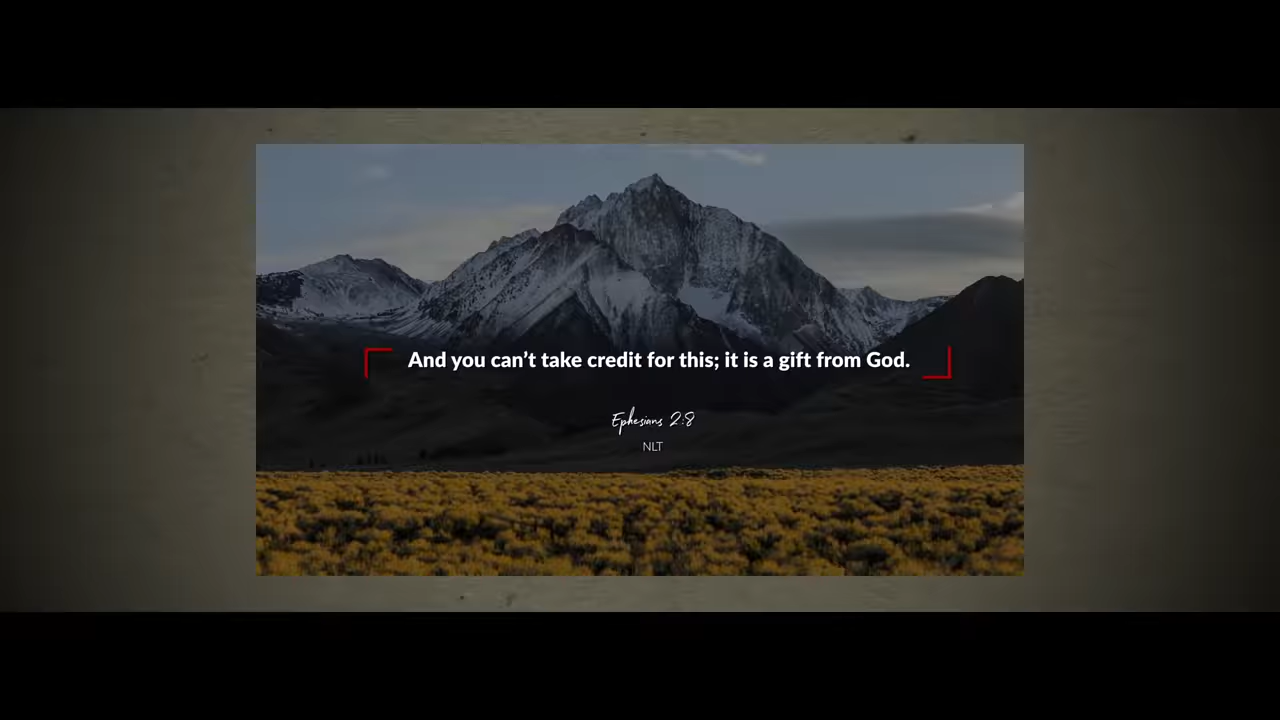 And you can’t take credit for this; it is a gift from God.
Ephesians 2:8
NLT